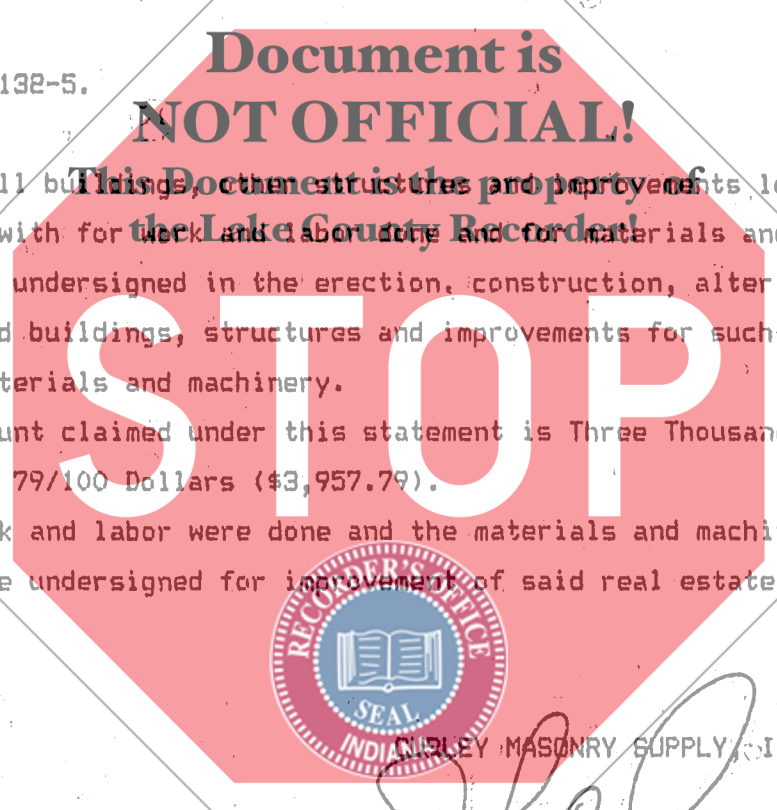 132-5.
Document is
NOT OFFICIAL!
This Document is the property of
the Lake County Recorder!
ll buildings, other structures and improvements l
with for work and labor done and for materials and
undersigned in the erection, construction, alter
d buildings, structures and improvements for such
terials and machinery.
unt claimed under this statement is Three Thousand
79/100 Dollars ($3,957.79).
k and labor were done and the materials and machi
e undersigned for improvement of said real estate
STOP
RECORDER'S OFFICE
SEAL
INDIANA
MASONRY SUPPLY, I